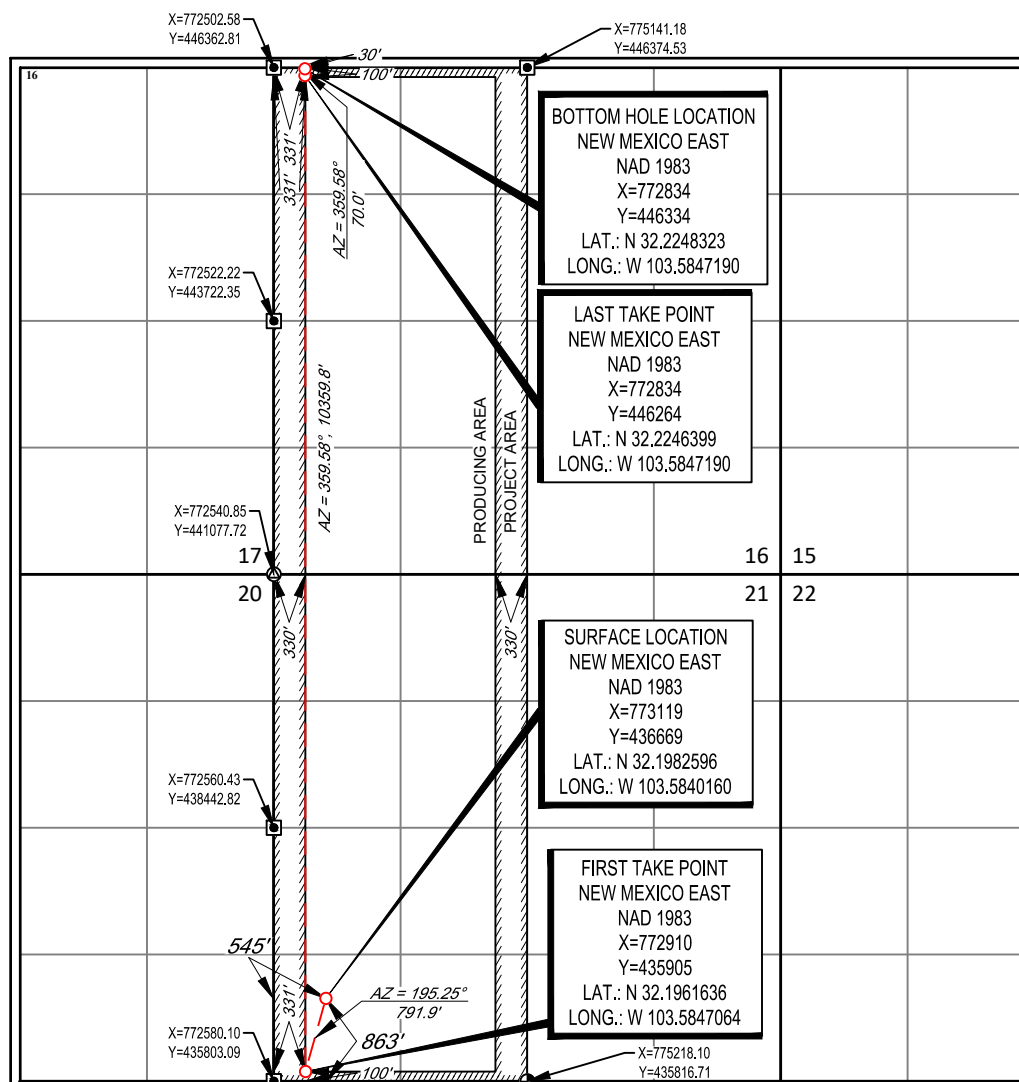 X=772502.58
Y=446362.81
X=775141.18
Y=446374.53
30'
100'
16
331'
331'
AZ = 359.58°
70.0'
BOTTOM HOLE LOCATION
NEW MEXICO EAST
NAD 1983
X=772834
Y=446334
LAT.: N 32.2248323
LONG.: W 103.5847190
X=772522.22
Y=443722.35
LAST TAKE POINT
NEW MEXICO EAST
NAD 1983
X=772834
Y=446264
LAT.: N 32.2246399
LONG.: W 103.5847190
AZ = 359.58°, 10359.8'
PRODUCING AREA
PROJECT AREA
X=772540.85
Y=441077.72
17
16
15
20
21
22
330'
330'
SURFACE LOCATION
NEW MEXICO EAST
NAD 1983
X=773119
Y=436669
LAT.: N 32.1982596
LONG.: W 103.5840160
X=772560.43
Y=438442.82
FIRST TAKE POINT
NEW MEXICO EAST
NAD 1983
X=772910
Y=435905
LAT.: N 32.1961636
LONG.: W 103.5847064
545'
331'
AZ = 195.25°
791.9'
863'
X=772580.10
Y=435803.09
100'
X=775218.10
Y=435816.71